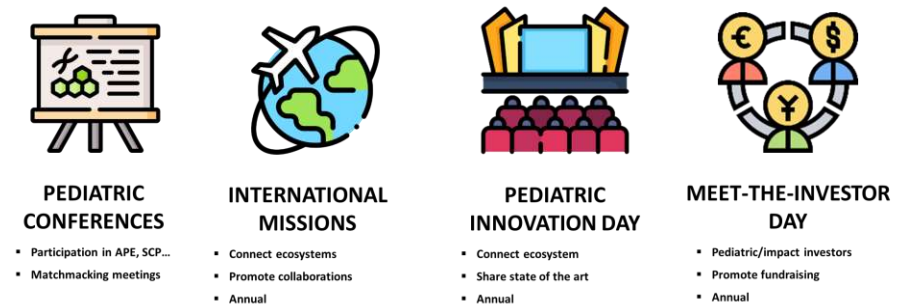 PEDIATRIC
CONFERENCES
▪ Participation in APE, SCP...
▪ Matchmacking meetings
INTERNATIONAL
MISSIONS
▪ Connect ecosystems
▪ Promote collaborations
▪ Annual
PEDIATRIC
INNOVATION DAY
▪ Connect ecosystem
▪ Share state of the art
▪ Annual
€
$
¥
MEET-THE-INVESTOR
DAY
▪ Pediatric/impact investors
▪ Promote fundraising
▪ Annual